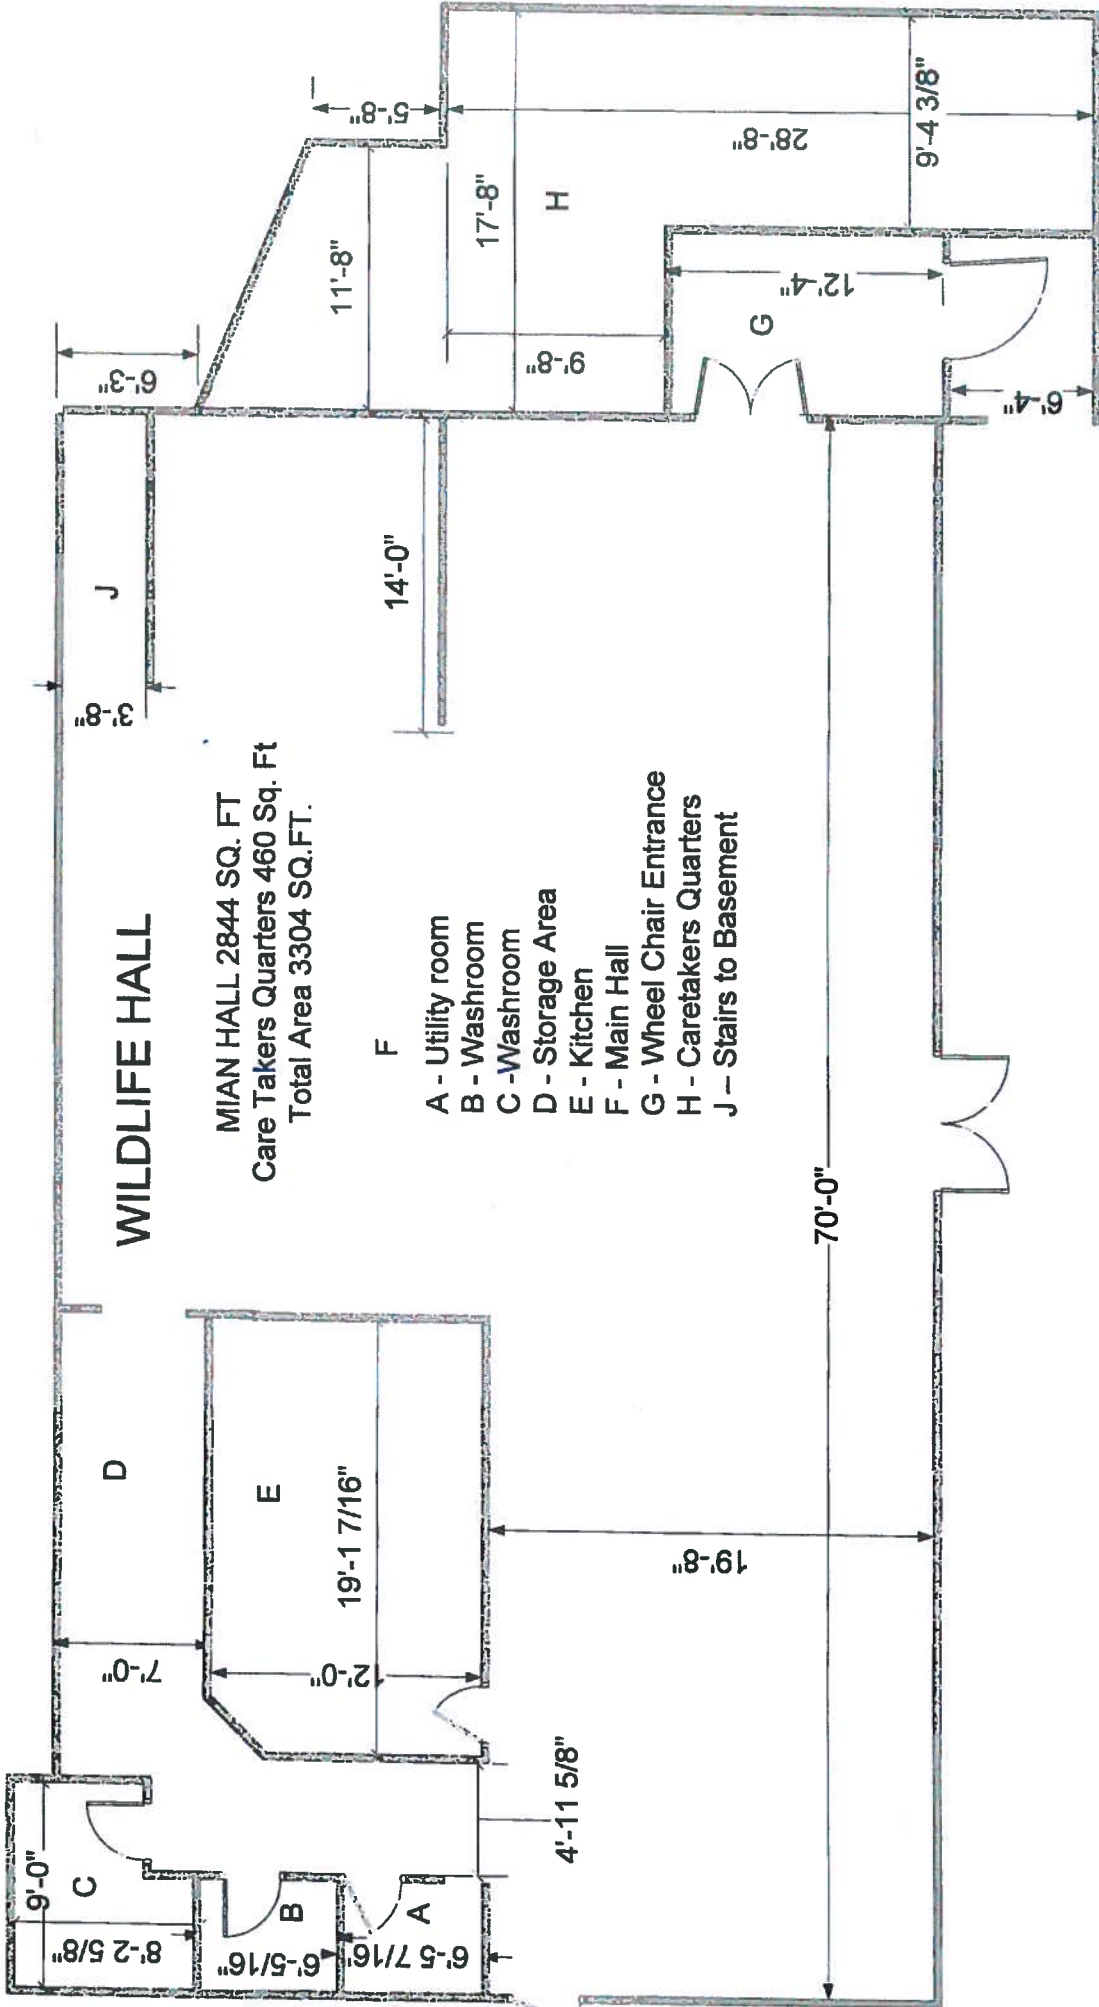 WILDLIFE HALL
MIAN HALL 2844 SQ. FT
Care Takers Quarters 460 Sq. Ft
Total Area 3304 SQ.FT.
F
A - Utility room
B - Washroom
C -Washroom
D - Storage Area
E - Kitchen
F - Main Hall
G - Wheel Chair Entrance
H - Caretakers Quarters
J – Stairs to Basement
9'-0"
C
8'-2 5/8"
B
6'-5/16"
A
6'-5 7/16"
4'-11 5/8"
7'-0"
D
E
19'-1 7/16"
2'-0"
19'-8"
70'-0"
3'-8"
J
14'-0"
6'-3"
11'-8"
5'-8"
17'-8"
H
9'-8"
28'-8"
9'-4 3/8"
G
12'-4"
6'-4"